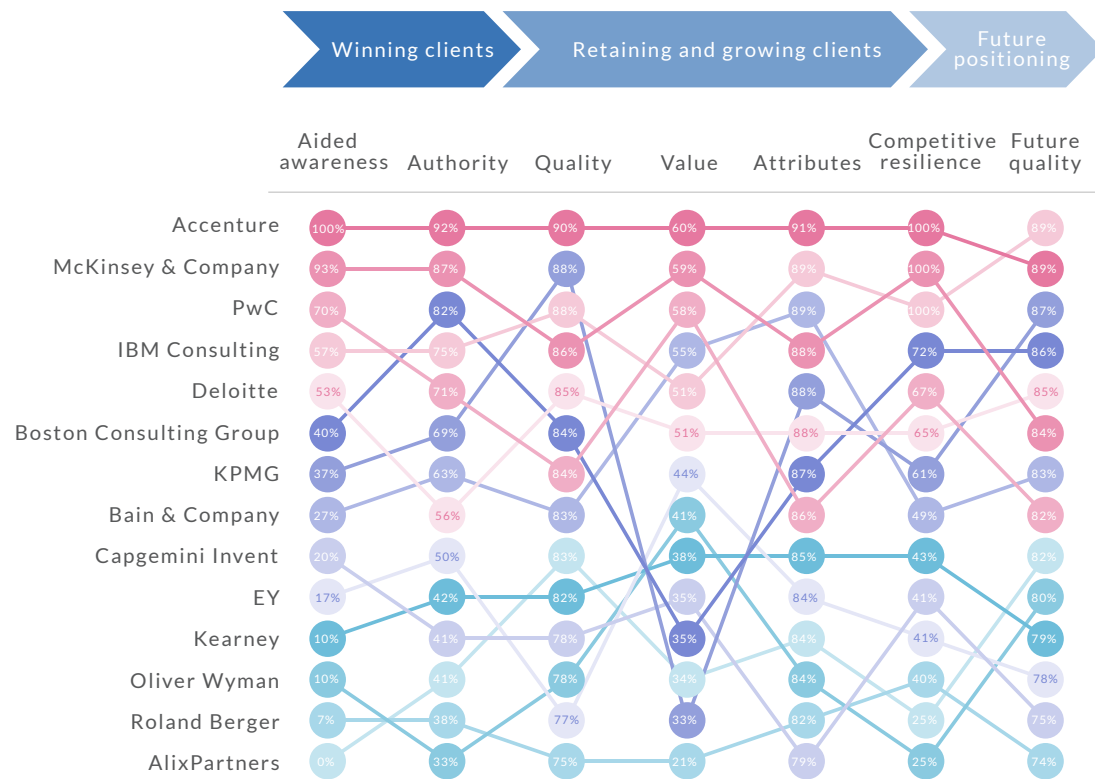 Winning clients
Retaining and growing clients
Future
positioning
Aided
awareness
Authority
Quality
Value
Attributes
Competitive
resilience
Future
quality
Accenture 100% 92% 90% 60% 91% 100% 89%
McKinsey & Company 93% 87% 88% 59% 89% 100% 89%
PwC 70% 82% 88% 58% 89% 100% 87%
IBM Consulting 57% 75% 86% 55% 88% 72% 86%
Deloitte 53% 71% 85% 51% 88% 67% 85%
Boston Consulting Group 40% 69% 84% 51% 88% 65% 84%
KPMG 37% 63% 84% 44% 87% 61% 83%
Bain & Company 27% 56% 83% 41% 86% 49% 82%
Capgemini Invent 20% 50% 83% 38% 85% 43% 82%
EY 17% 42% 82% 35% 84% 41% 80%
Kearney 10% 41% 78% 35% 84% 41% 79%
Oliver Wyman 10% 41% 78% 34% 84% 40% 78%
Roland Berger 7% 38% 77% 33% 82% 25% 75%
AlixPartners 0% 33% 75% 21% 79% 25% 74%